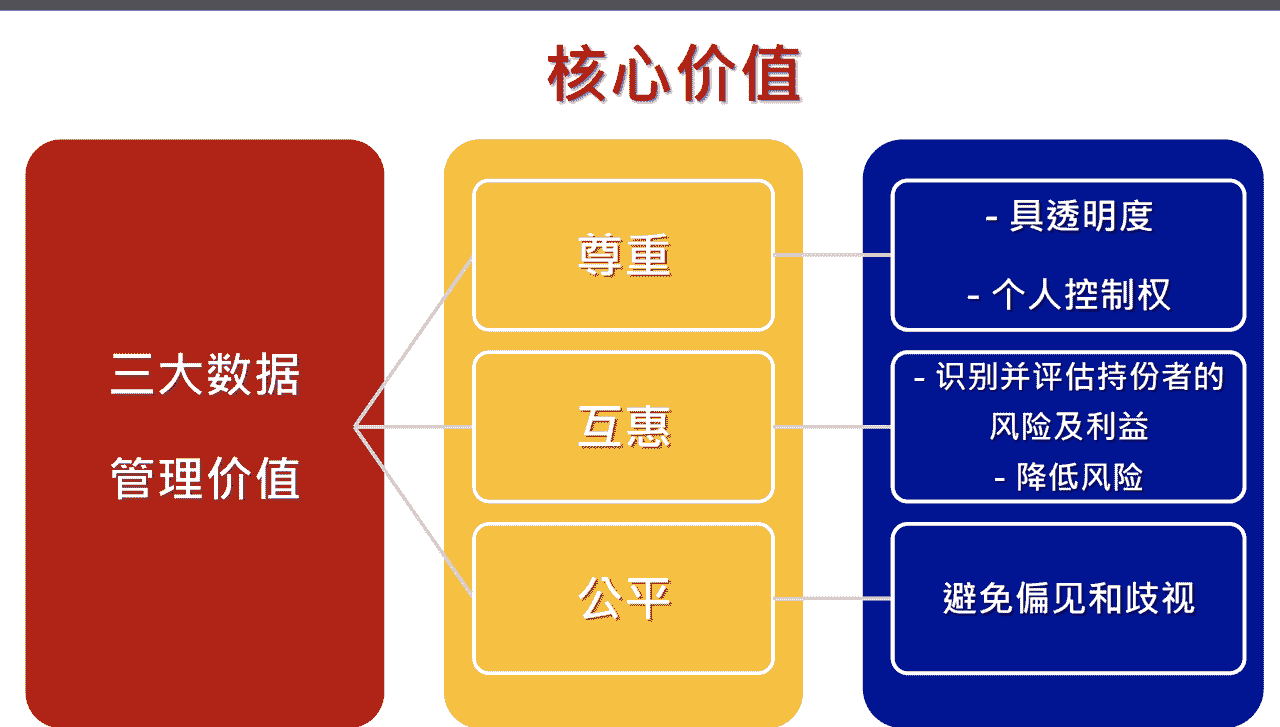 核心价值
三大数据
管理价值
尊重
- 具透明度
- 个人控制权
互惠
- 识别并评估持份者的
风险及利益
- 降低风险
公平
避免偏见和歧视